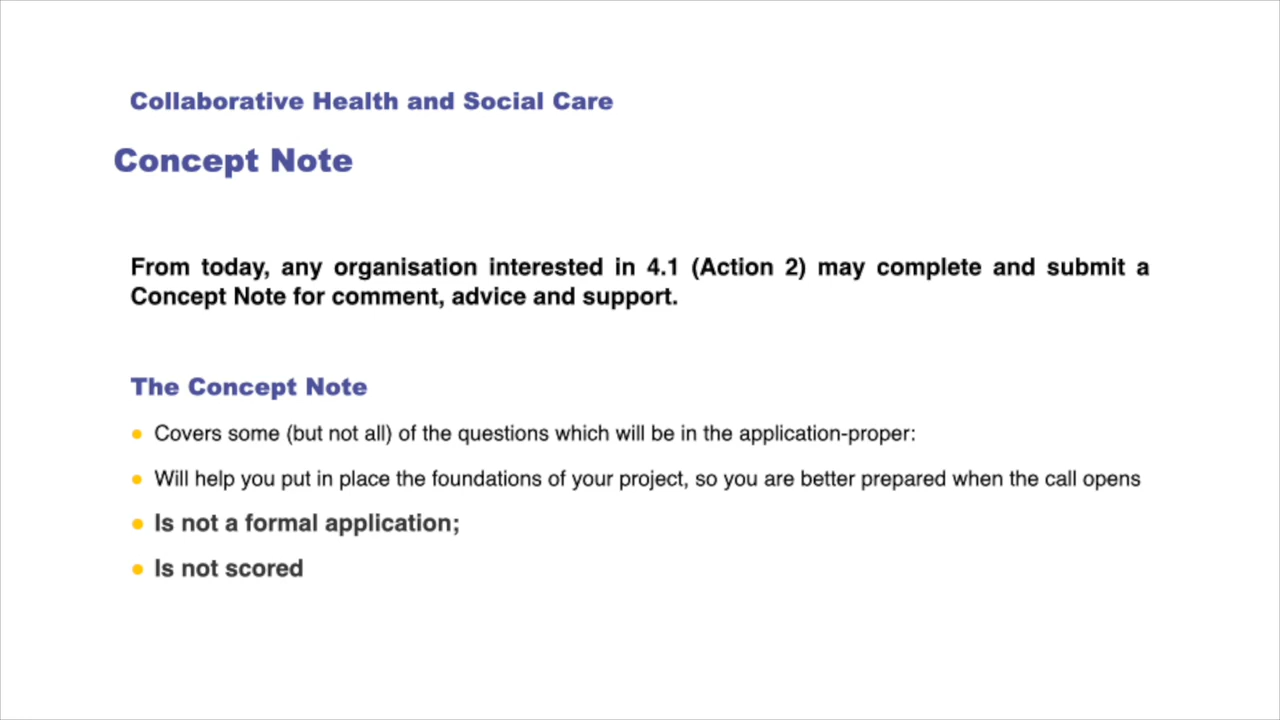 Collaborative Health and Social Care
Concept Note
From today, any organisation interested in 4.1 (Action 2) may complete and submit a
Concept Note for comment, advice and support.
The Concept Note
• Covers some (but not all) of the questions which will be in the application-proper:
• Will help you put in place the foundations of your project, so you are better prepared when the call opens
• Is not a formal application;
• Is not scored